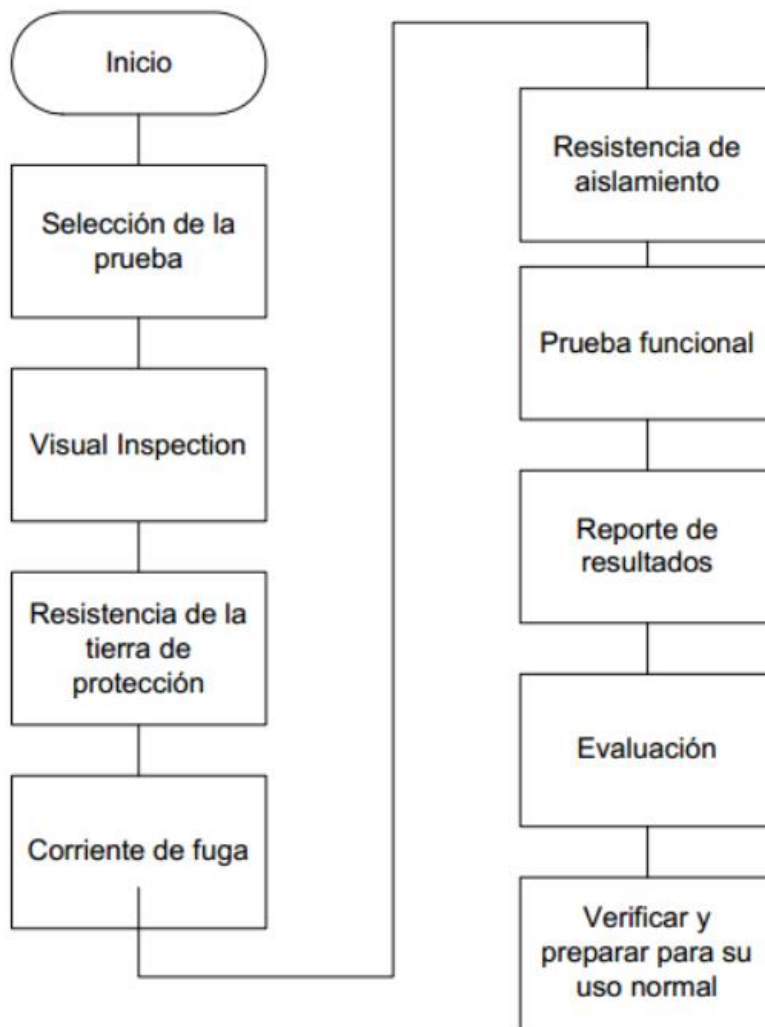 Inicio
Selección de la
prueba
Visual Inspection
Resistencia de la
tierra de
protección
Corriente de fuga
Resistencia de
aislamiento
Prueba funcional
Reporte de
resultados
Evaluación
Verificar y
preparar para su
uso normal